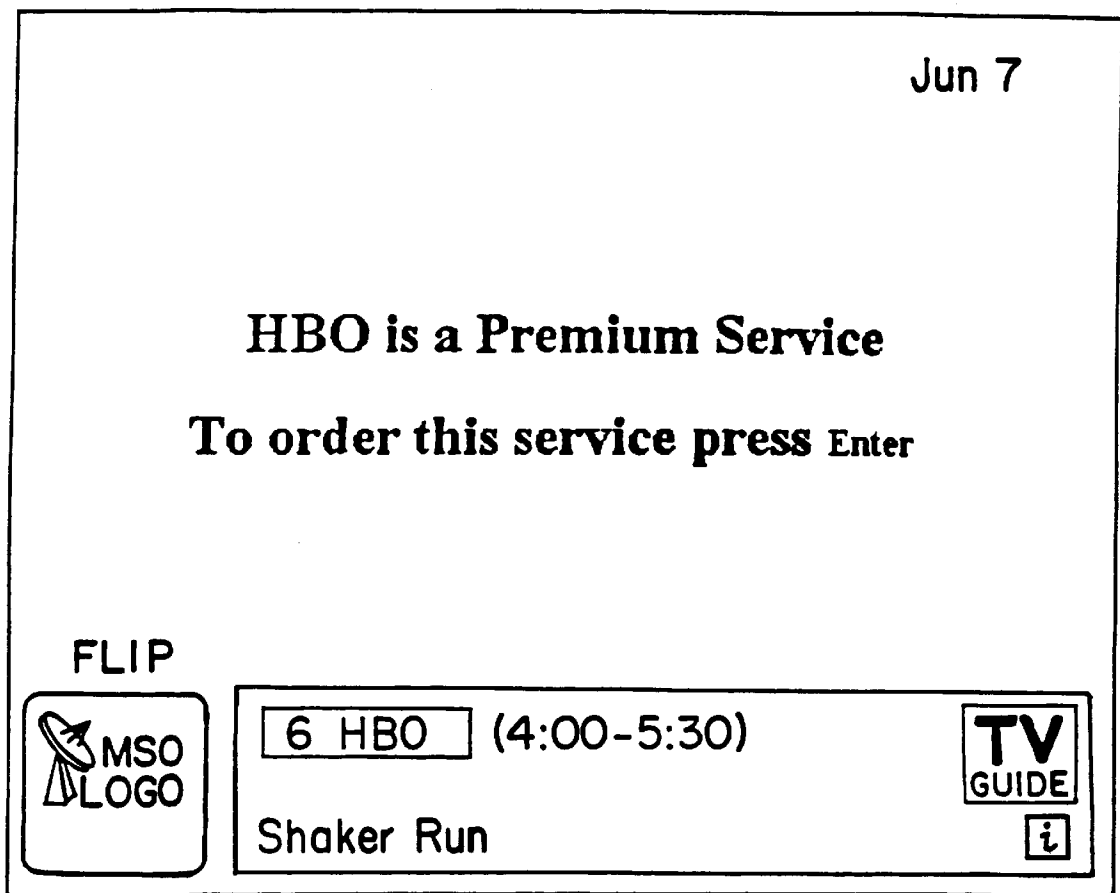 Jun 7
HBO is a Premium Service
To order this service press Enter
FLIP
MSO
LOGO
6 HBO (4:00-5:30)
TV
GUIDE
Shaker Run
i